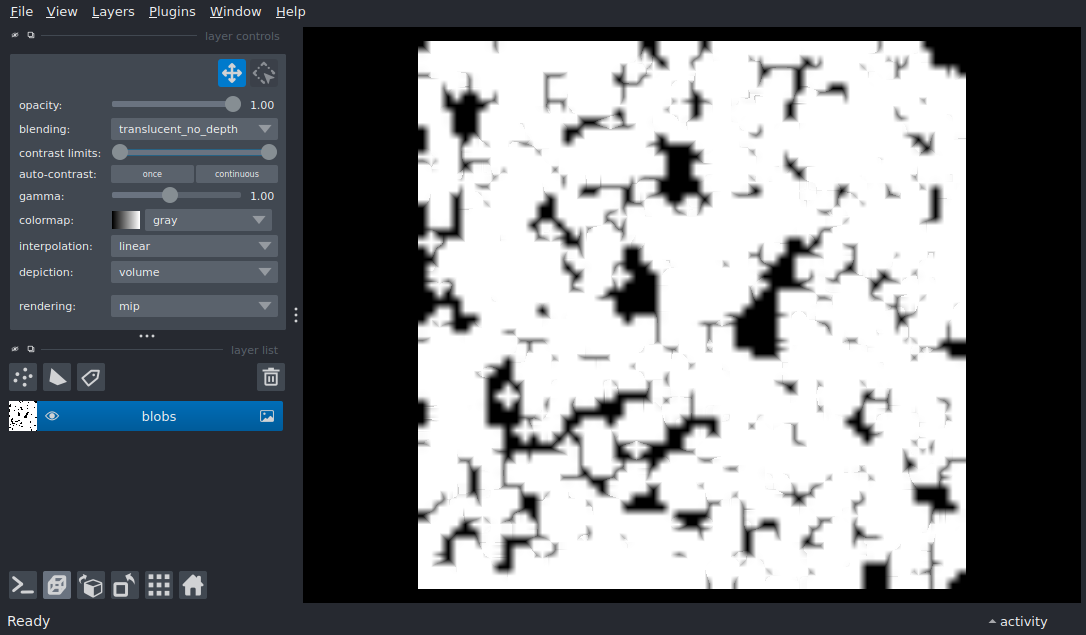 File View Layers Plugins Window Help
layer controls
opacity: 1.00
blending: translucent_no_depth
contrast limits:
auto-contrast: once continuous
gamma: 1.00
colormap: gray
interpolation: linear
depiction: volume
rendering: mip
layer list
blobs
Ready activity